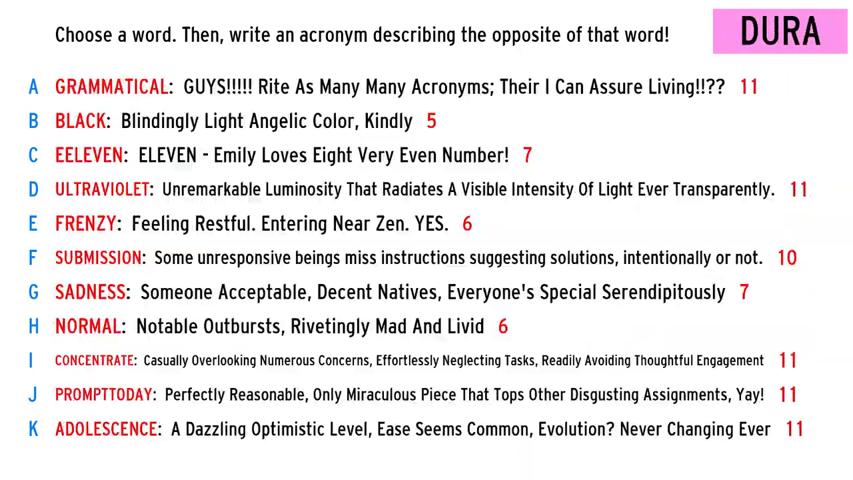 Choose a word. Then, write an acronym describing the opposite of that word!
DURA
A GRAMMATICAL: GUYS!!!!! Rite As Many Many Acronyms; Their I Can Assure Living!!?? 11
B BLACK: Blindingly Light Angelic Color, Kindly 5
C EELEVEN: ELEVEN - Emily Loves Eight Very Even Number! 7
D ULTRAVIOLET: Unremarkable Luminosity That Radiates A Visible Intensity Of Light Ever Transparently. 11
E FRENZY: Feeling Restful. Entering Near Zen. YES. 6
F SUBMISSION: Some unresponsive beings miss instructions suggesting solutions, intentionally or not. 10
G SADNESS: Someone Acceptable, Decent Natives, Everyone's Special Serendipitously 7
H NORMAL: Notable Outbursts, Rivetingly Mad And Livid 6
I CONCENTRATE: Casually Overlooking Numerous Concerns, Effortlessly Neglecting Tasks, Readily Avoiding Thoughtful Engagement 11
J PROMPTTODAY: Perfectly Reasonable, Only Miraculous Piece That Tops Other Disgusting Assignments, Yay! 11
K ADOLESCENCE: A Dazzling Optimistic Level, Ease Seems Common, Evolution? Never Changing Ever 11